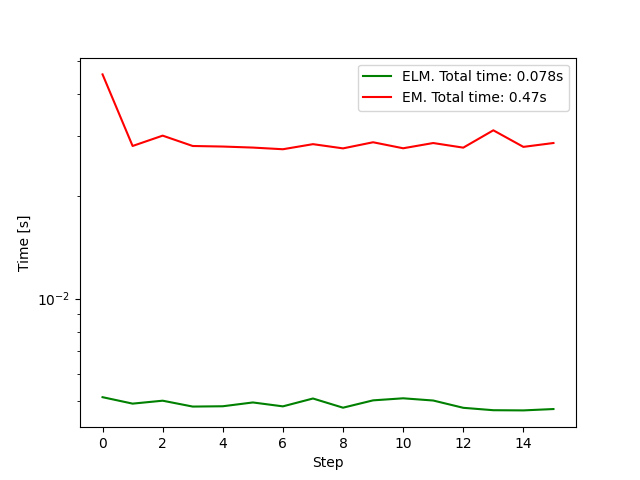 ELM. Total time: 0.078s
EM. Total time: 0.47s
Time [s]
10⁻²
0 2 4 6 8 10 12 14
Step